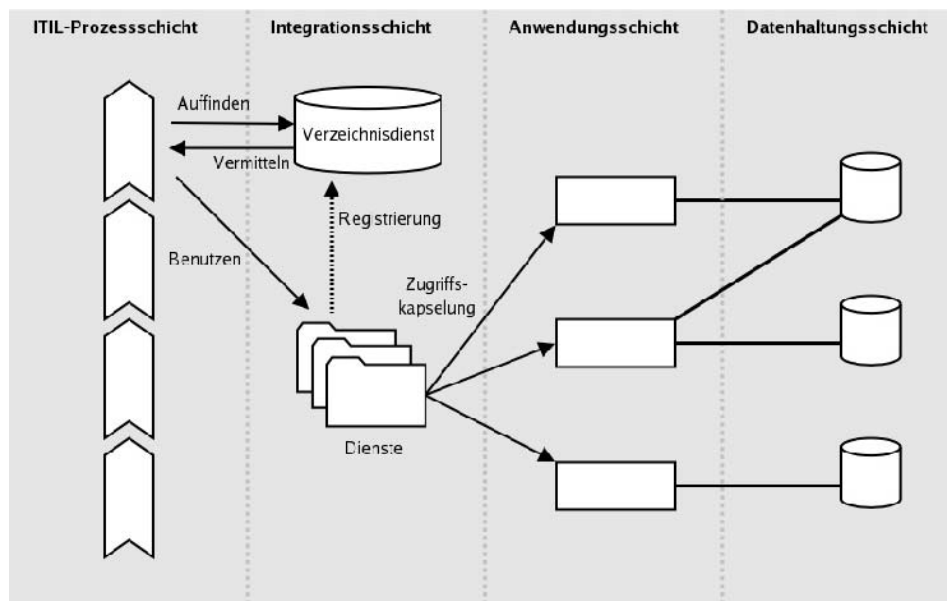 ITIL-Prozessschicht
Integrationsschicht
Anwendungsschicht
Datenhaltungsschicht
Auffinden
Verzeichnisdienst
Vermitteln
Registrierung
Benutzen
Zugriffs-
kapselung
Dienste